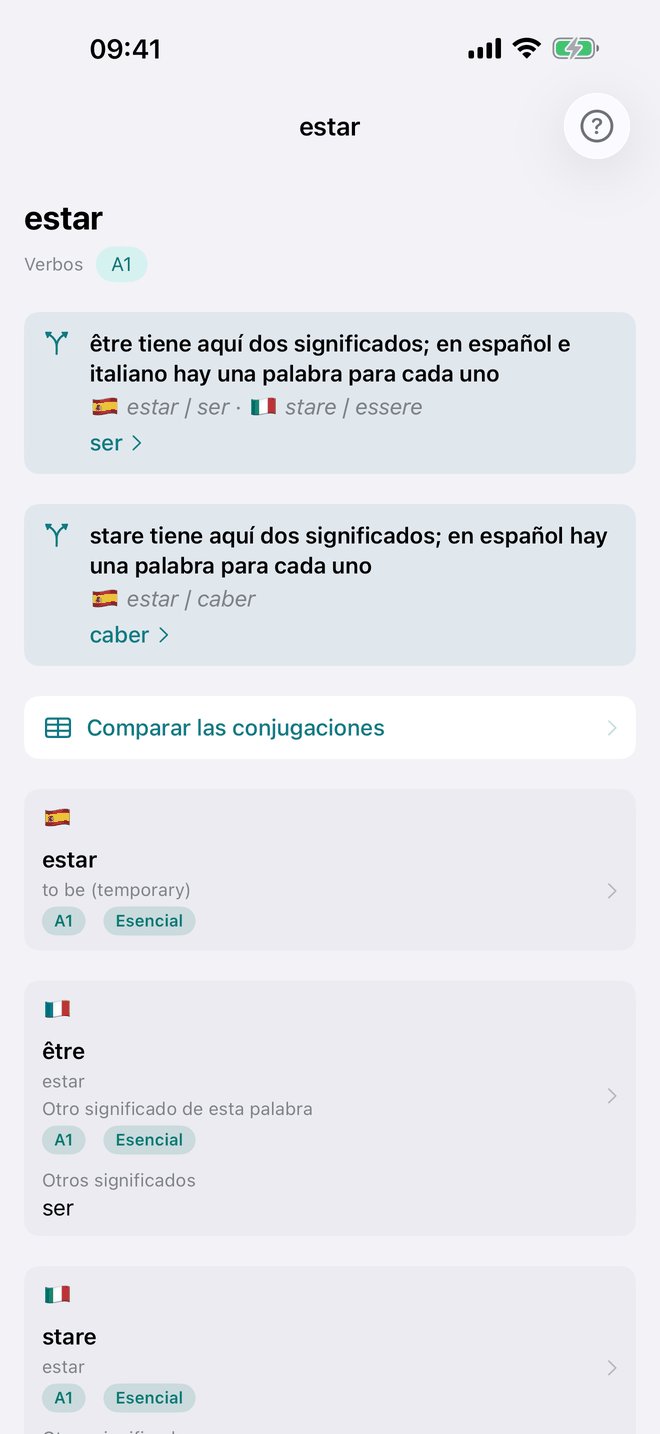 09:41
estar
estar
Verbos A1
être tiene aquí dos significados; en español e
italiano hay una palabra para cada uno
estar / ser · stare / essere
ser
stare tiene aquí dos significados; en español hay
una palabra para cada uno
estar / caber
caber
Comparar las conjugaciones
estar
to be (temporary)
A1 Esencial
être
estar
Otro significado de esta palabra
A1 Esencial
Otros significados
ser
stare
estar
A1 Esencial